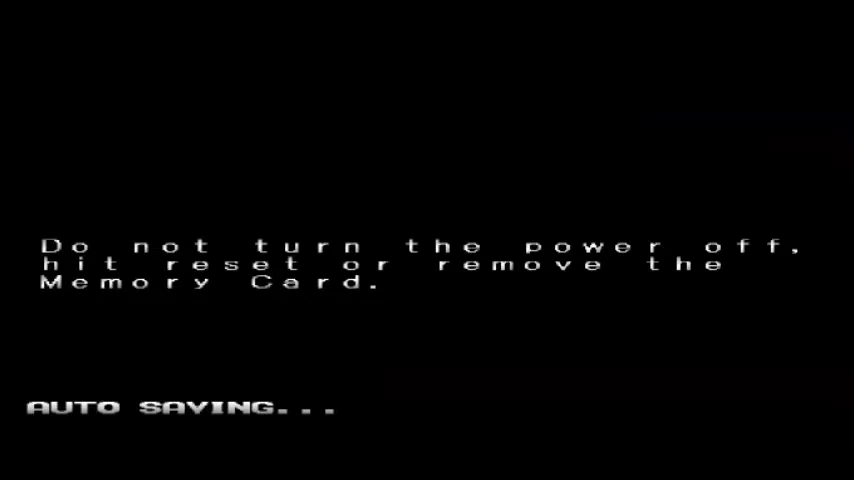 Do not turn the power off,
hit reset or remove the
Memory Card.
AUTO SAVING...